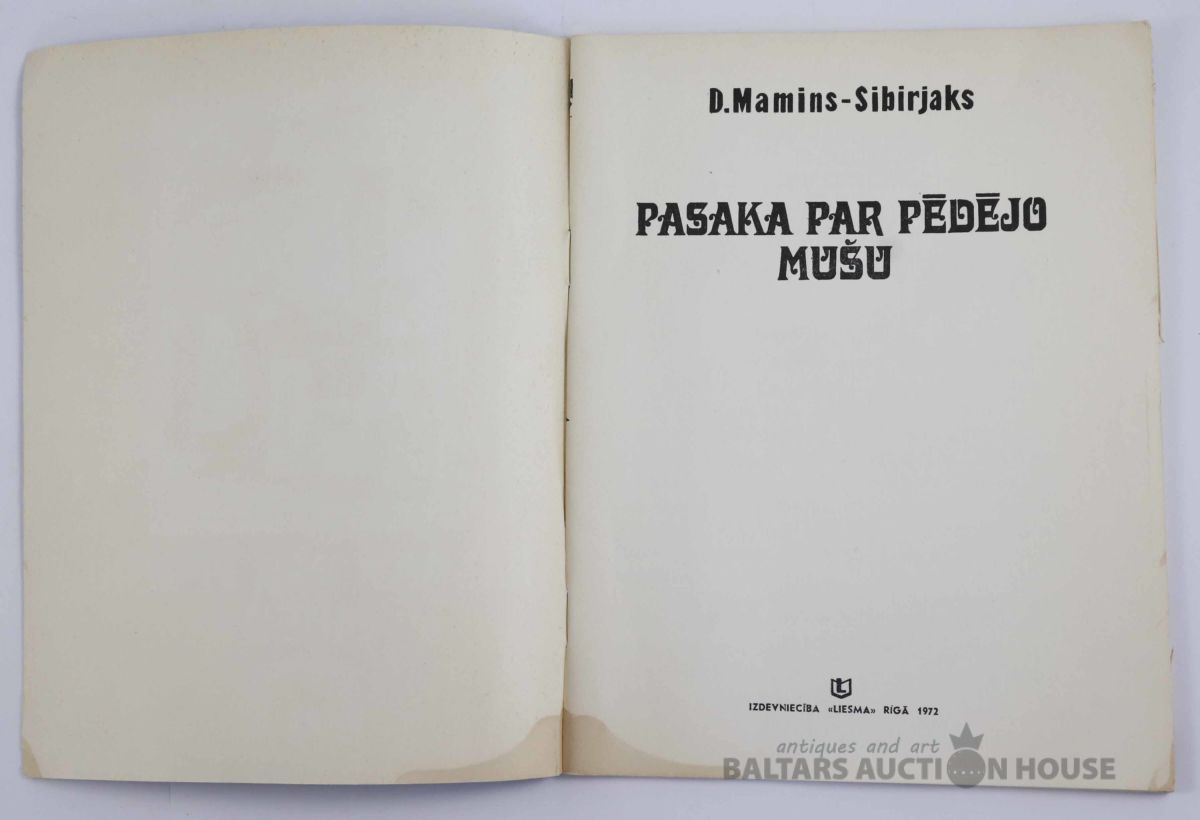 D.Mamins-Sibirjaks
PASAKA PAR PĒDĒJO
MUŠU
L
IZDEVNIECĪBA «LIESMA» RĪGĀ 1972
antiques and art
BALTARS AUCTION HOUSE